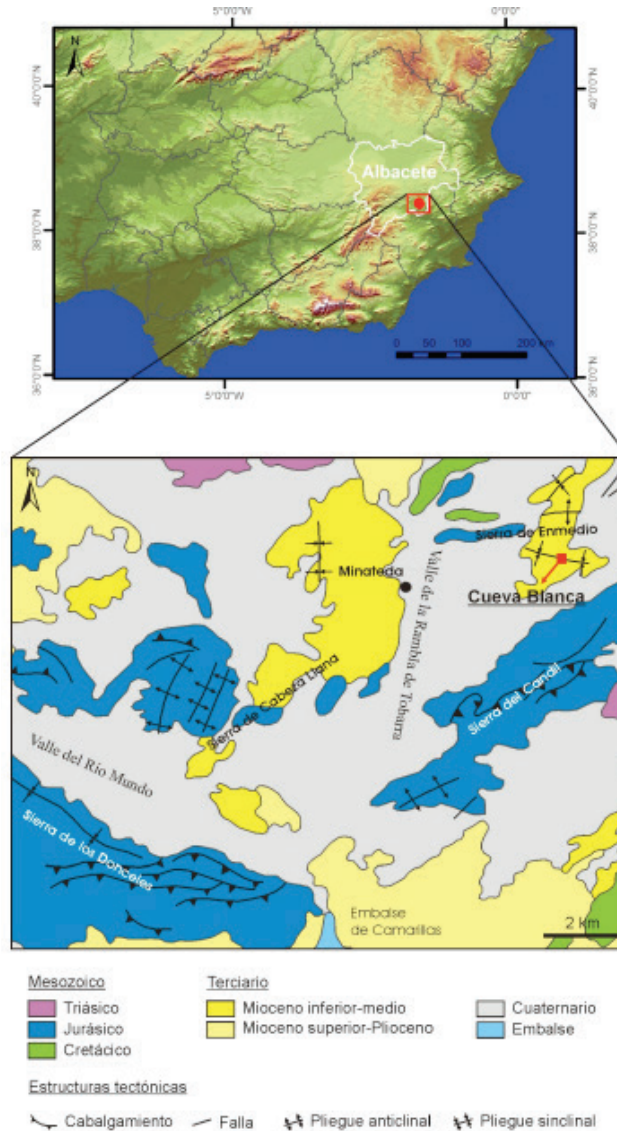 5°0'0"W 0°0'0"
N
40°0'0"N 40°0'0"N
Albacete
38°0'0"N 38°0'0"N
0 50 100 200 km
36°0'0"N 36°0'0"N
5°0'0"W 0°0'0"
N
Sierra de Enmedio
Minateda
Cueva Blanca
Valle de la Rambla de Tobarra
Sierra de Cabeza Llana
Sierra del Candil
Valle del Río Mundo
Sierra de los Donceles
Embalse
de Camarillas
2 km
Mesozoico Terciario
Triásico Mioceno inferior-medio Cuaternario
Jurásico Mioceno superior-Plioceno Embalse
Cretácico
Estructuras tectónicas
Cabalgamiento Falla Pliegue anticlinal Pliegue sinclinal